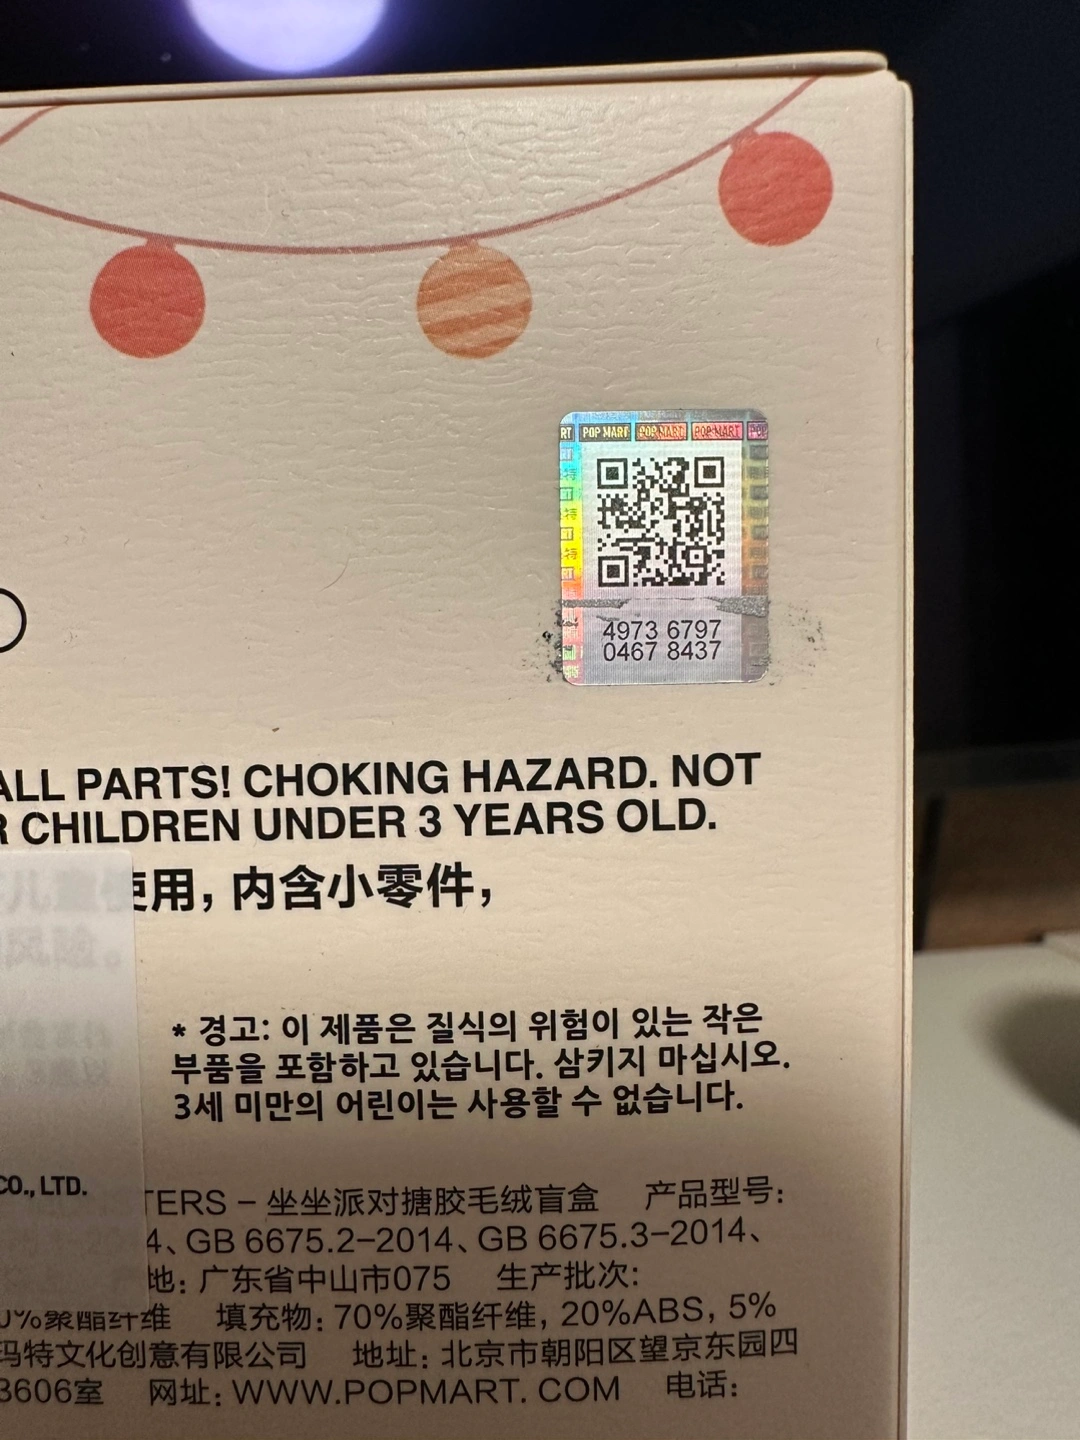 POP MART POP MART POP MART
4973 6797
0467 8437
ALL PARTS! CHOKING HAZARD. NOT
R CHILDREN UNDER 3 YEARS OLD.
使用，内含小零件，
风险。
* 경고: 이 제품은 질식의 위험이 있는 작은
부품을 포함하고 있습니다. 삼키지 마십시오.
3세 미만의 어린이는 사용할 수 없습니다.
CO., LTD.
TERS – 坐坐派对搪胶毛绒盲盒 产品型号:
4、GB 6675.2–2014、GB 6675.3–2014、
地: 广东省中山市075 生产批次:
0%聚酯纤维 填充物: 70%聚酯纤维, 20%ABS, 5%
玛特文化创意有限公司 地址: 北京市朝阳区望京东园四
3606室 网址: WWW.POPMART. COM 电话: